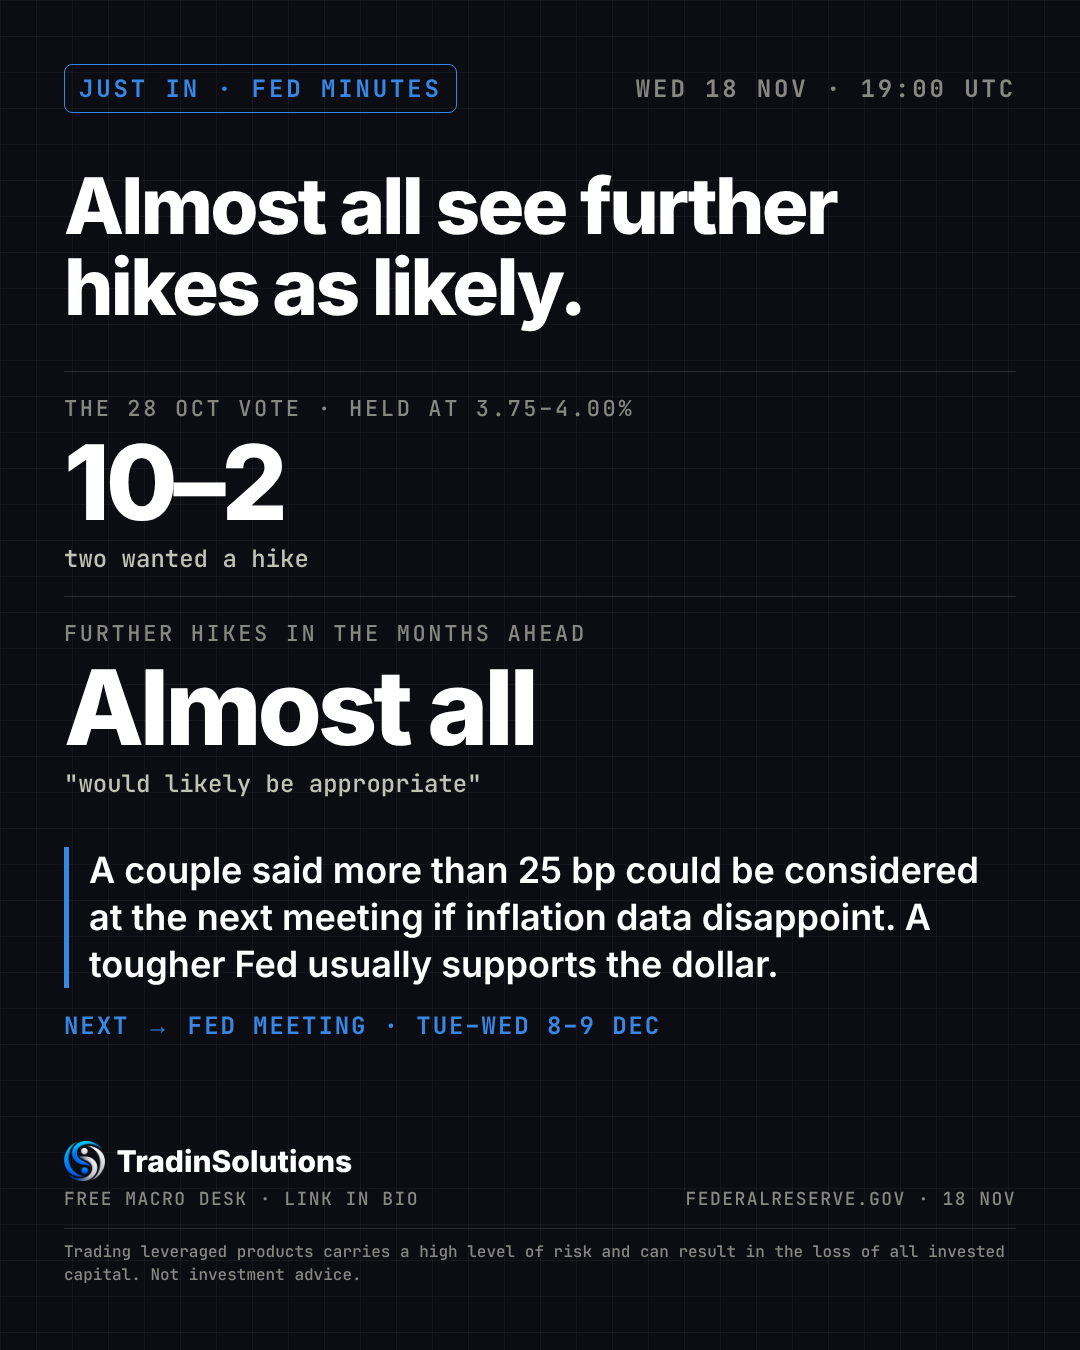 JUST IN · FED MINUTES
WED 18 NOV · 19:00 UTC
Almost all see further
hikes as likely.
THE 28 OCT VOTE · HELD AT 3.75–4.00%
10–2
two wanted a hike
FURTHER HIKES IN THE MONTHS AHEAD
Almost all
"would likely be appropriate"
A couple said more than 25 bp could be considered
at the next meeting if inflation data disappoint. A
tougher Fed usually supports the dollar.
NEXT → FED MEETING · TUE–WED 8–9 DEC
TradinSolutions
FREE MACRO DESK · LINK IN BIO
FEDERALRESERVE.GOV · 18 NOV
Trading leveraged products carries a high level of risk and can result in the loss of all invested
capital. Not investment advice.